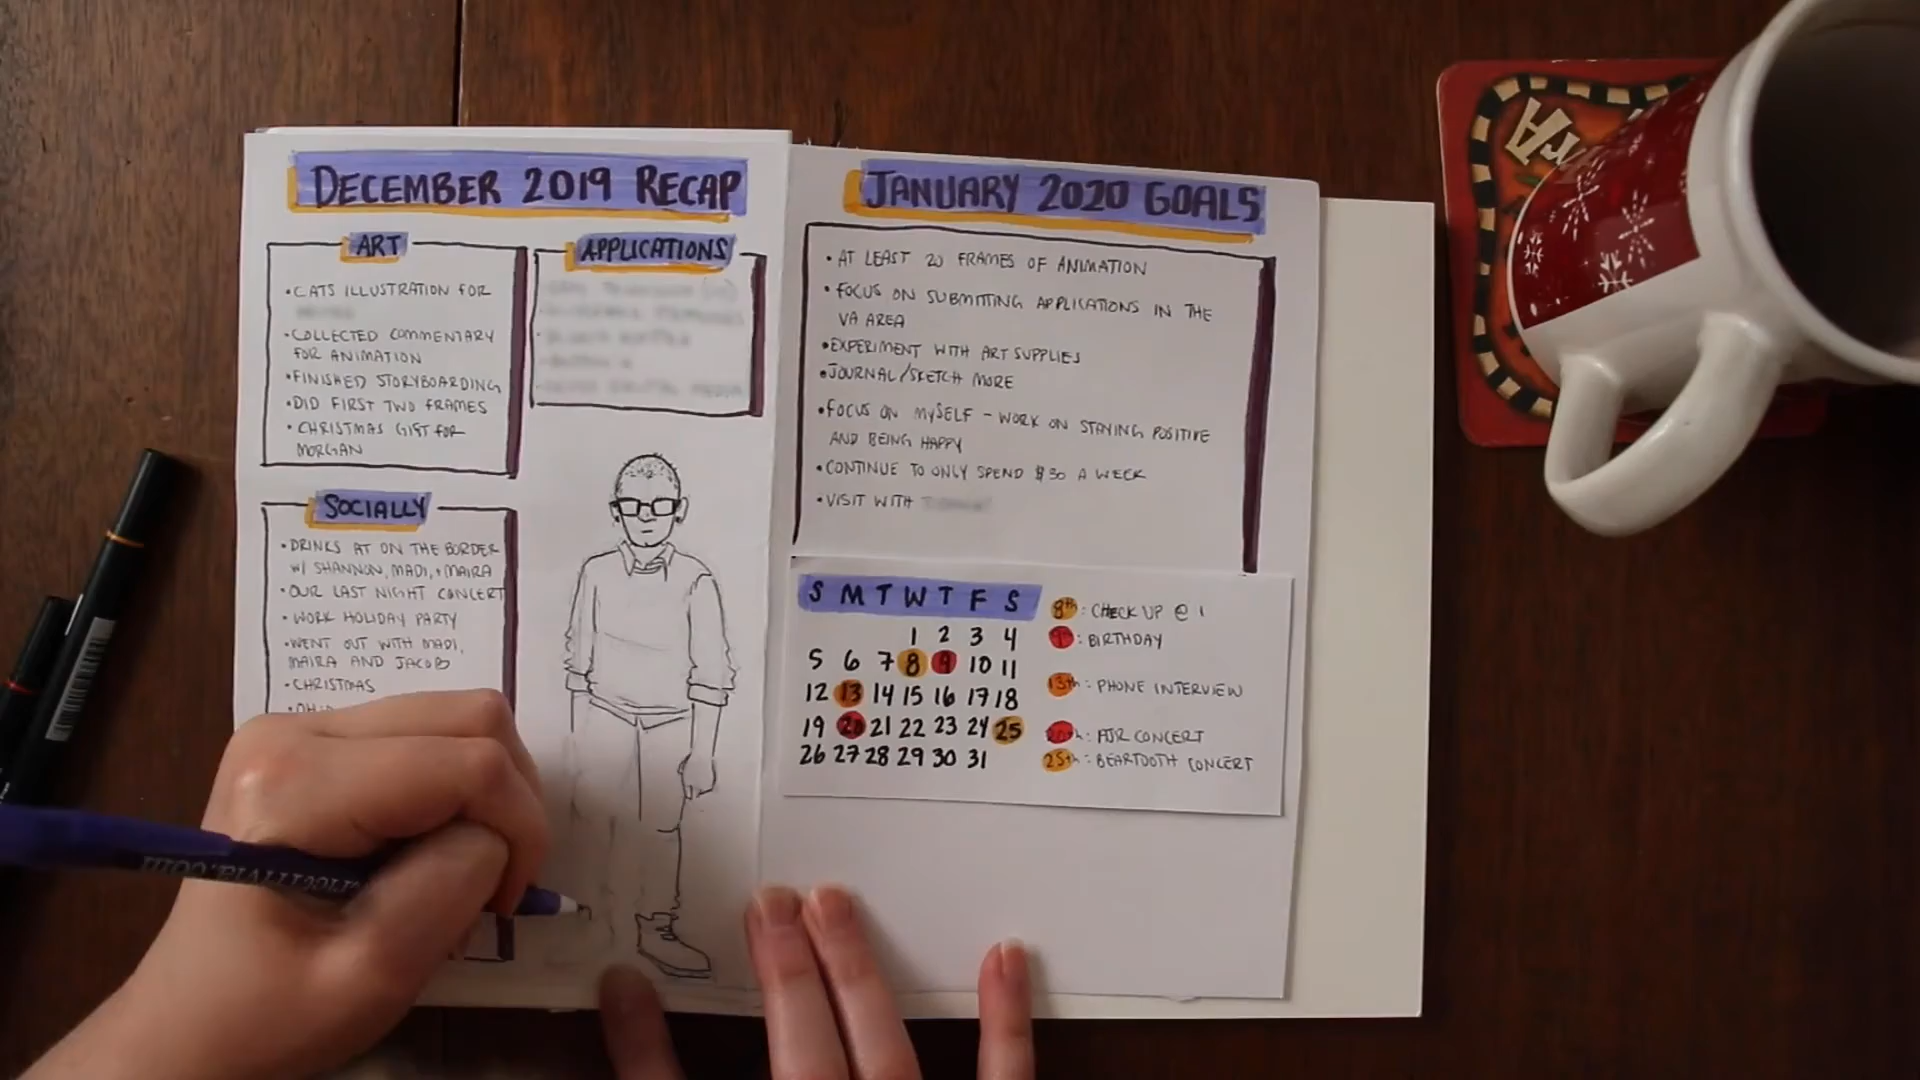 DECEMBER 2019 RECAP
ART
• CATS ILLUSTRATION FOR
• COLLECTED COMMENTARY
FOR ANIMATION
• FINISHED STORYBOARDING
• DID FIRST TWO FRAMES
• CHRISTMAS GIFT FOR
MORGAN
APPLICATIONS
SOCIALLY
• DRINKS AT ON THE BORDER
W/ SHANNON, MADI, + MAIRA
• OUR LAST NIGHT CONCERT
• WORK HOLIDAY PARTY
• WENT OUT WITH MADI,
MAIRA AND JACOB
• CHRISTMAS
JANUARY 2020 GOALS
• AT LEAST 20 FRAMES OF ANIMATION
• FOCUS ON SUBMITTING APPLICATIONS IN THE
VA AREA
• EXPERIMENT WITH ART SUPPLIES
• JOURNAL/SKETCH MORE
• FOCUS ON MYSELF - WORK ON STAYING POSITIVE
AND BEING HAPPY
• CONTINUE TO ONLY SPEND $30 A WEEK
• VISIT WITH
S M T W T F S
1 2 3 4
5 6 7 8 9 10 11
12 13 14 15 16 17 18
19 20 21 22 23 24 25
26 27 28 29 30 31
8th: CHECK UP @ 1
9th: BIRTHDAY
13th: PHONE INTERVIEW
20th: AJR CONCERT
25th: BEARTOOTH CONCERT